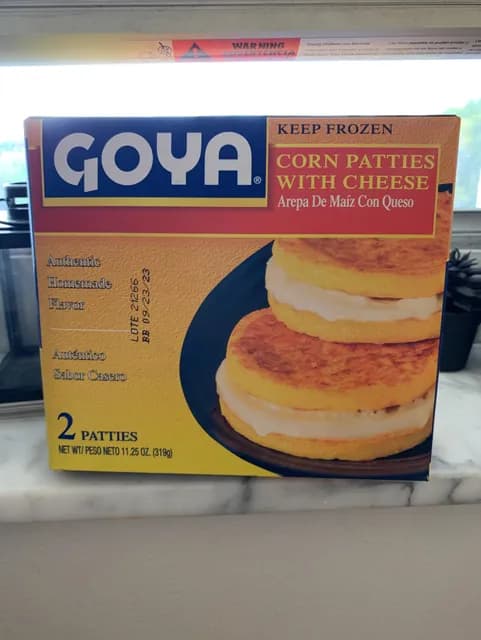 WARNING
GOYA®
KEEP FROZEN
CORN PATTIES
WITH CHEESE
Arepa De Maíz Con Queso
Authentic
Homemade
Flavor
LOTE 21266
BB 09/23/23
Auténtico
Sabor Casero
2 PATTIES
NET WT/ PESO NETO 11.25 OZ. (319g)